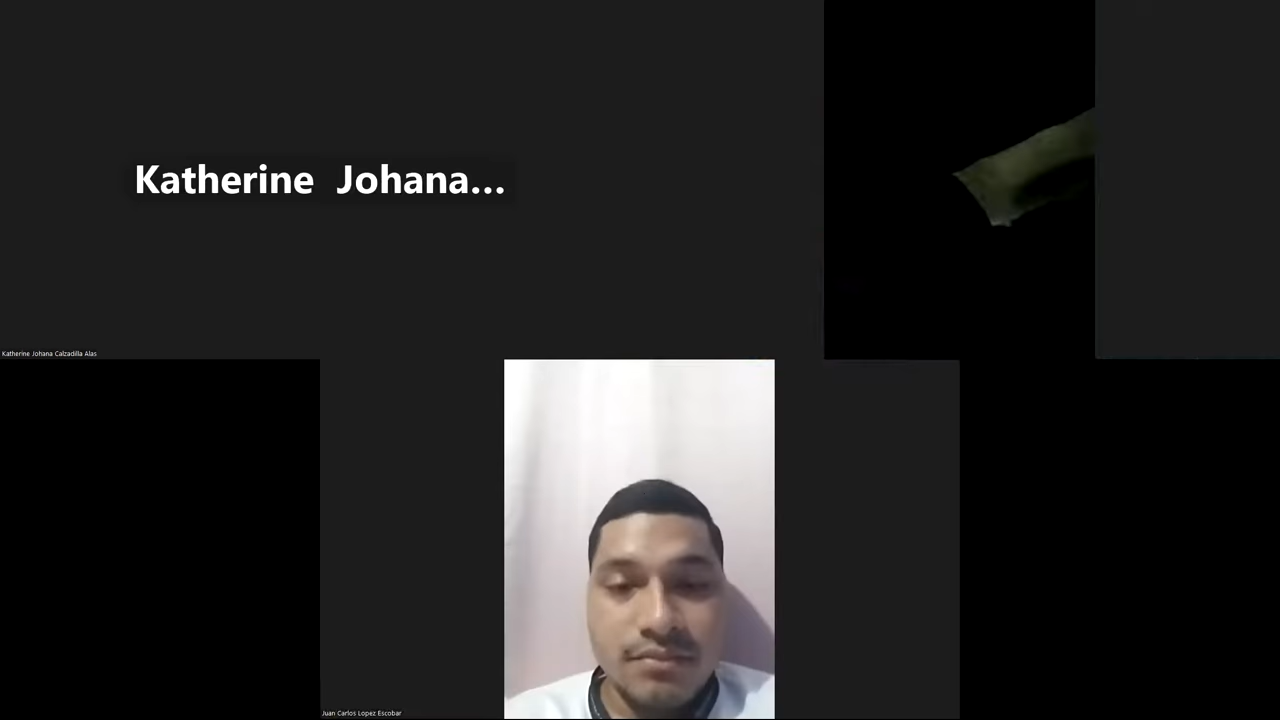 Katherine Johana...
Katherine Johana Calzadilla Alas
Juan Carlos Lopez Escobar